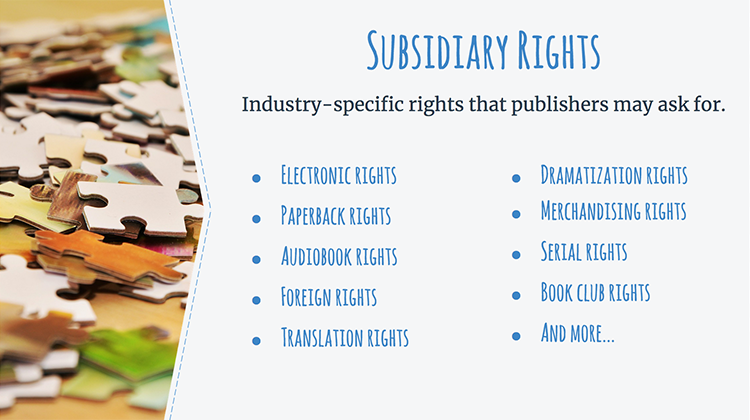 Subsidiary Rights
Industry-specific rights that publishers may ask for.
Electronic rights
Paperback rights
Audiobook rights
Foreign rights
Translation rights
Dramatization rights
Merchandising rights
Serial rights
Book club rights
And more...